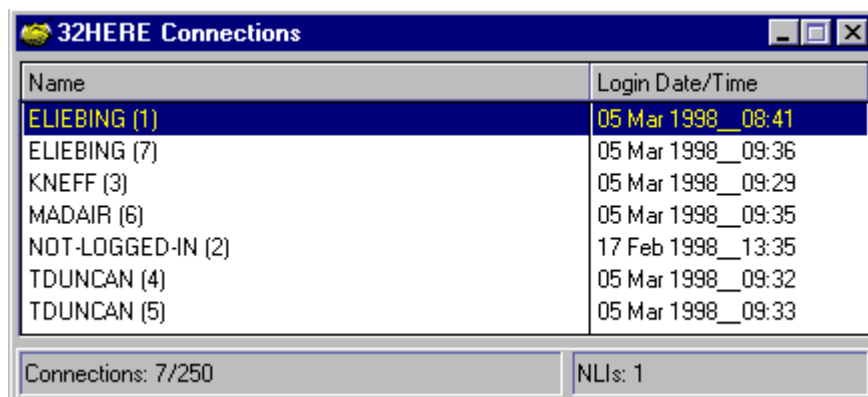 32HERE Connections
Name Login Date/Time
ELIEBING (1) 05 Mar 1998__08:41
ELIEBING (7) 05 Mar 1998__09:36
KNEFF (3) 05 Mar 1998__09:29
MADAIR (6) 05 Mar 1998__09:35
NOT-LOGGED-IN (2) 17 Feb 1998__13:35
TDUNCAN (4) 05 Mar 1998__09:32
TDUNCAN (5) 05 Mar 1998__09:33
Connections: 7/250 NLIs: 1